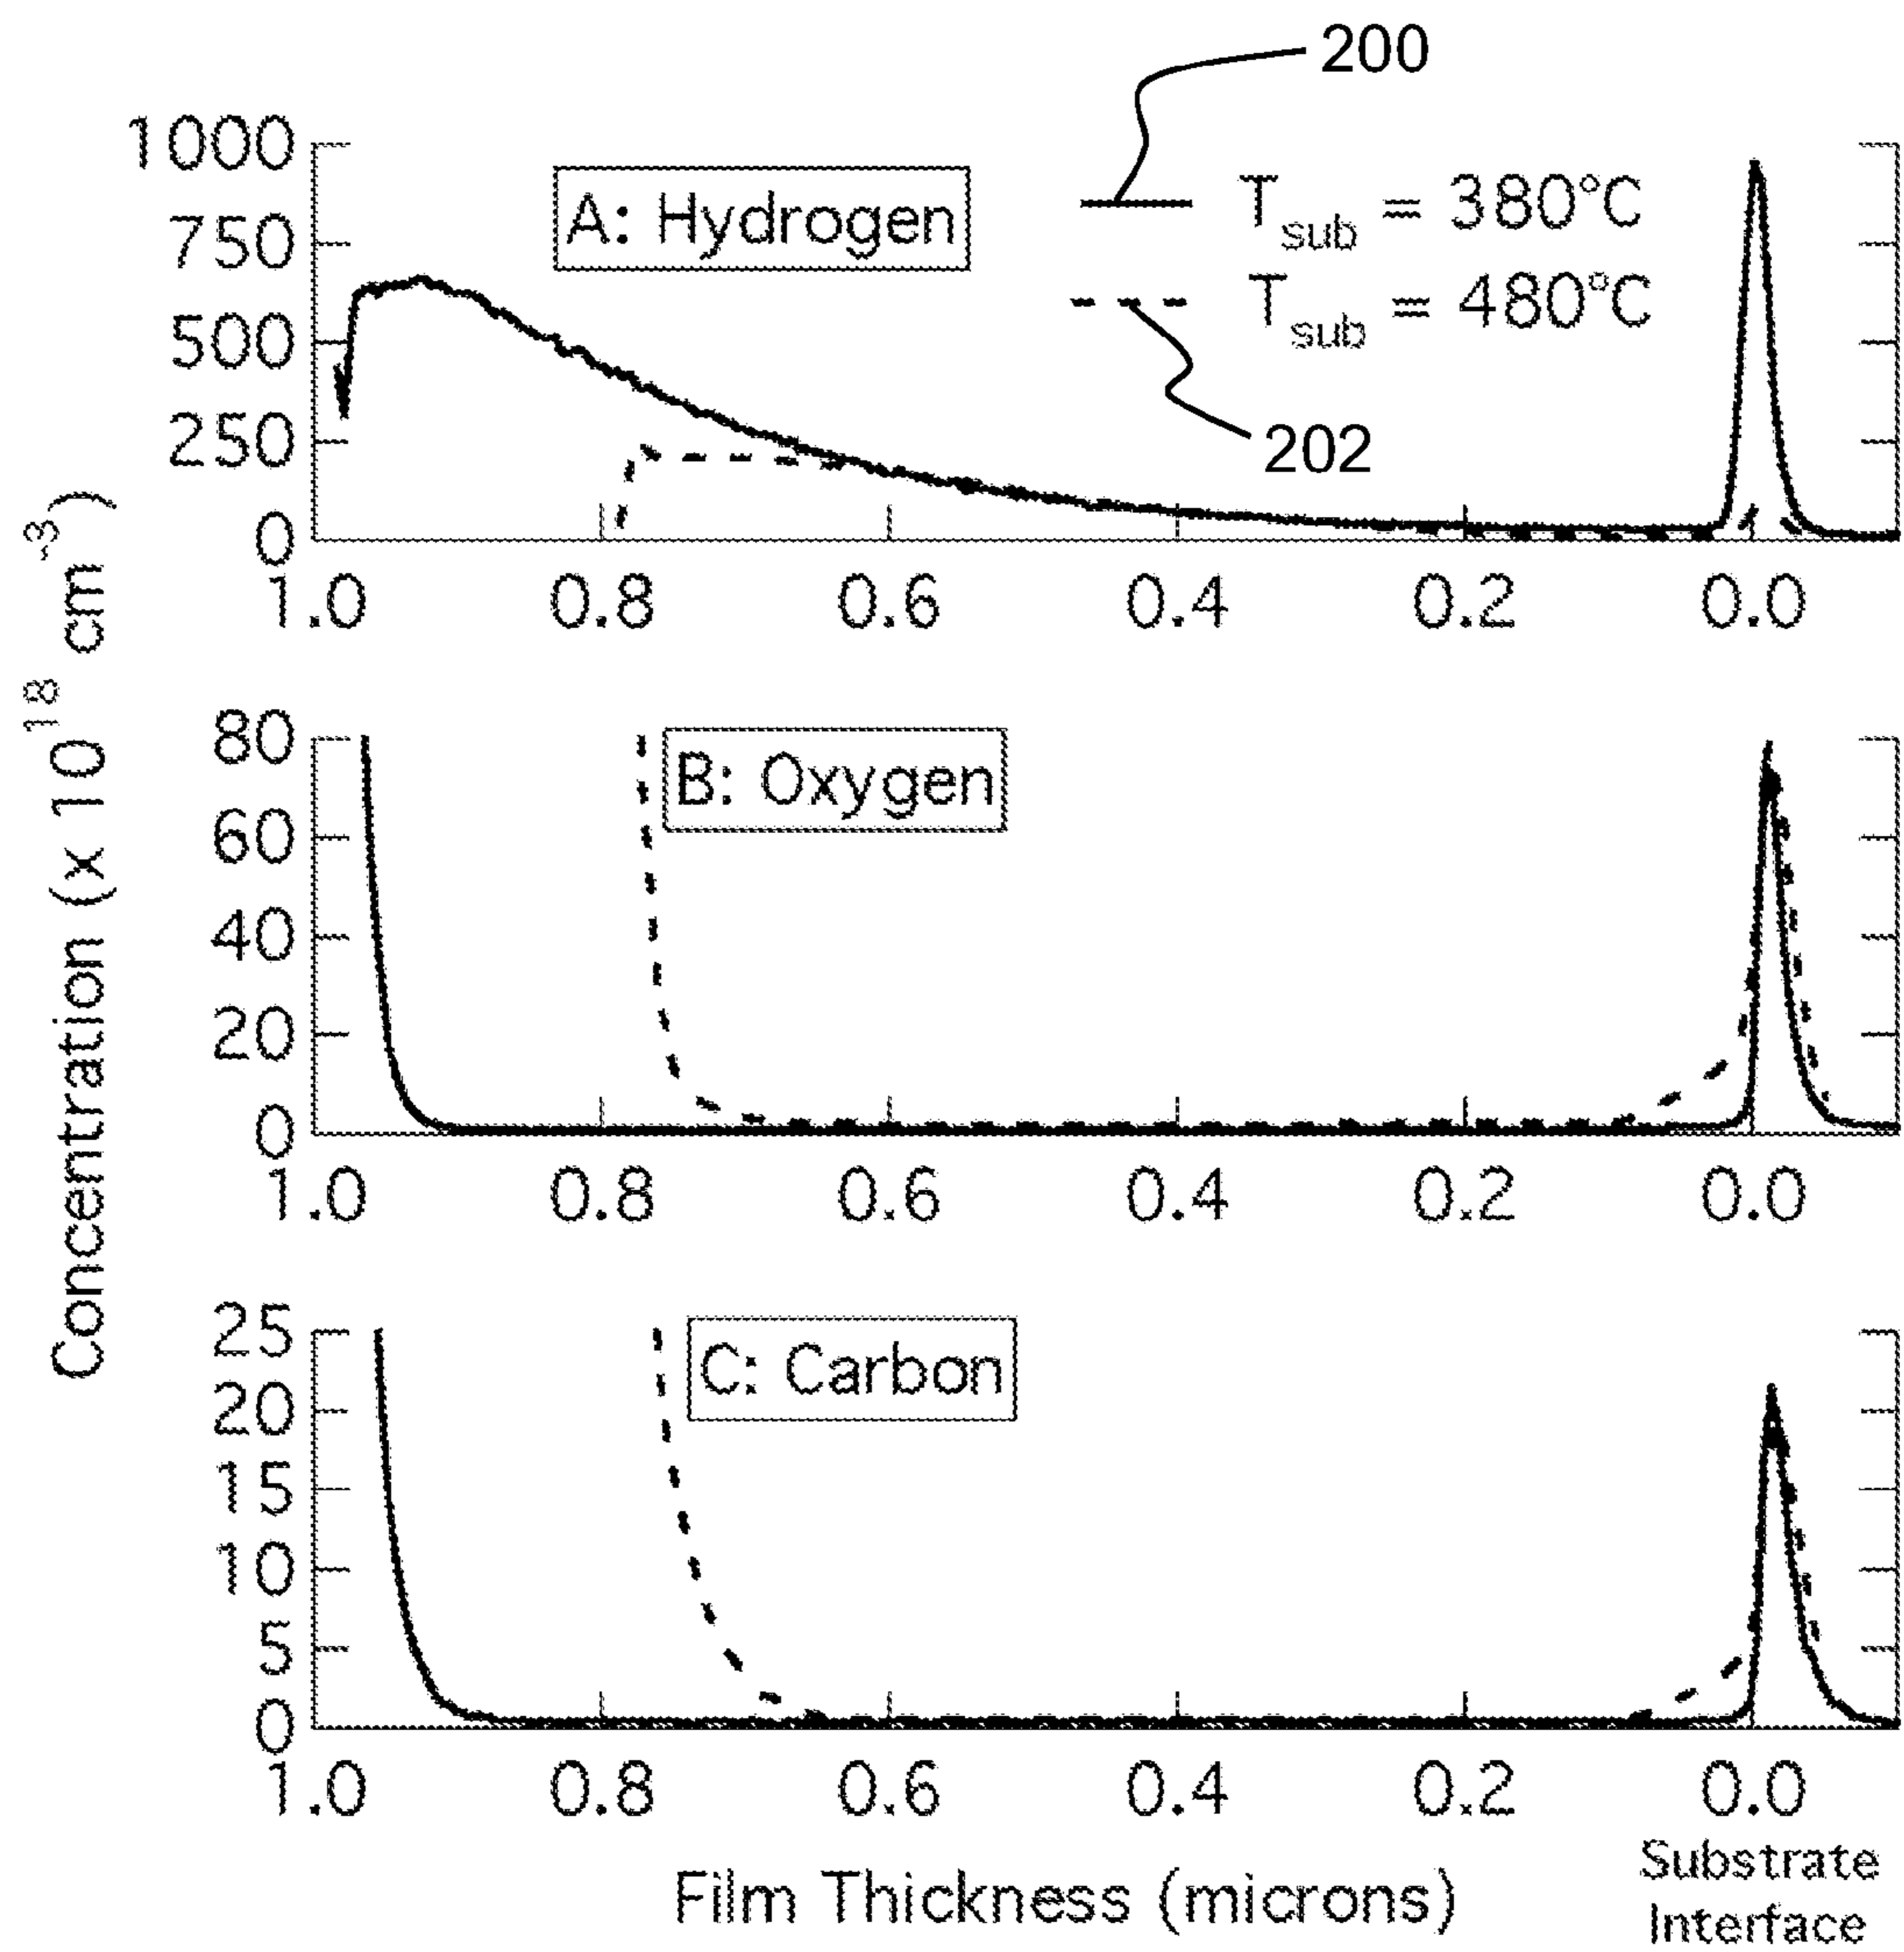 200
A: Hydrogen
T_sub = 380°C
T_sub = 480°C
202
1000
750
500
250
0
1.0 0.8 0.6 0.4 0.2 0.0
Concentration (x 10^18 cm^-3)
B: Oxygen
80
60
40
20
0
1.0 0.8 0.6 0.4 0.2 0.0
C: Carbon
25
20
15
10
5
0
1.0 0.8 0.6 0.4 0.2 0.0
Film Thickness (microns)
Substrate
Interface